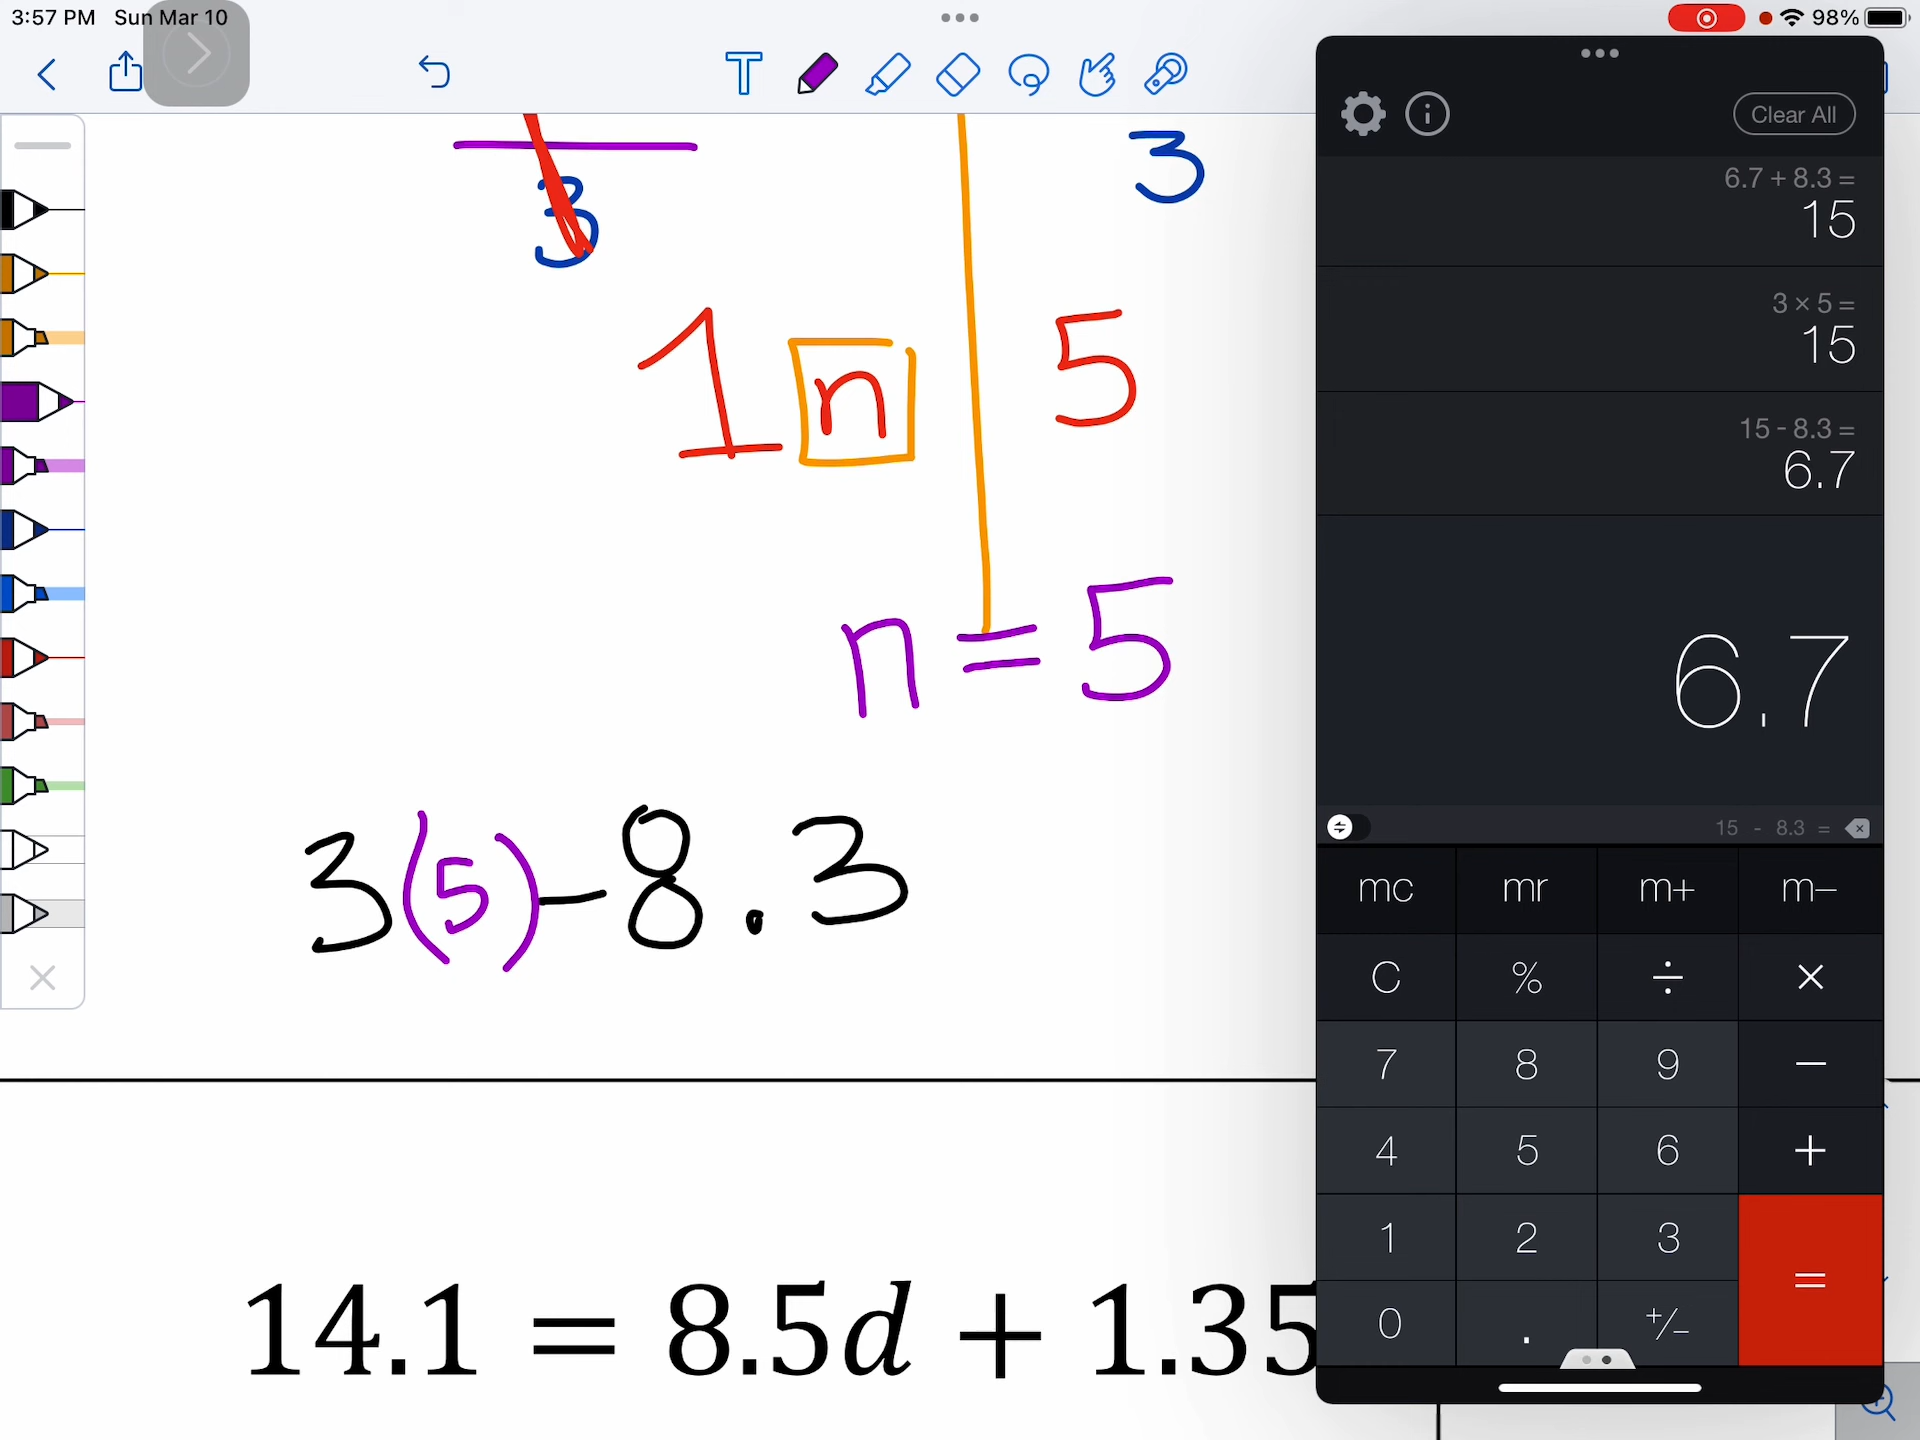 3:57 PM Sun Mar 10
98%
T
3
3
1n
5
n=5
3(5)-8.3
14.1 = 8.5d + 1.35
Clear All
6.7 + 8.3 =
15
3 × 5 =
15
15 - 8.3 =
6.7
6.7
15 - 8.3 =
mc mr m+ m–
C % ÷ ×
7 8 9 –
4 5 6 +
1 2 3 =
0 . +/–